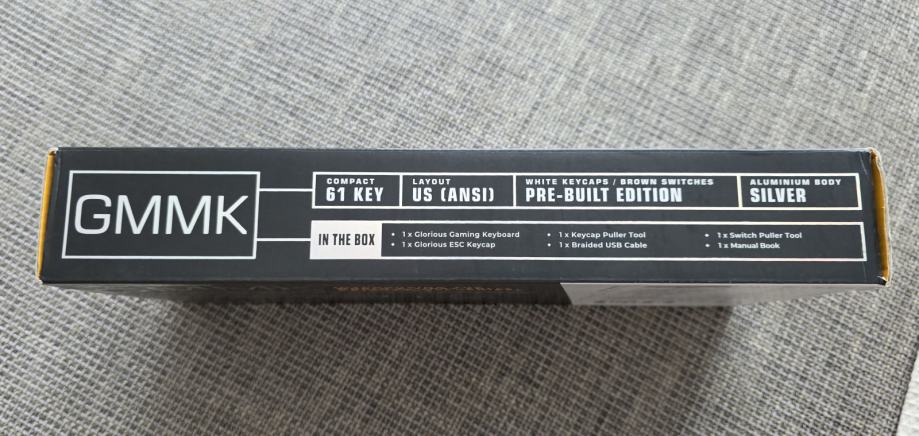 GMMK
COMPACT
61 KEY
LAYOUT
US (ANSI)
WHITE KEYCAPS / BROWN SWITCHES
PRE-BUILT EDITION
ALUMINIUM BODY
SILVER
IN THE BOX
• 1 x Glorious Gaming Keyboard
• 1 x Glorious ESC Keycap
• 1 x Keycap Puller Tool
• 1 x Braided USB Cable
• 1 x Switch Puller Tool
• 1 x Manual Book